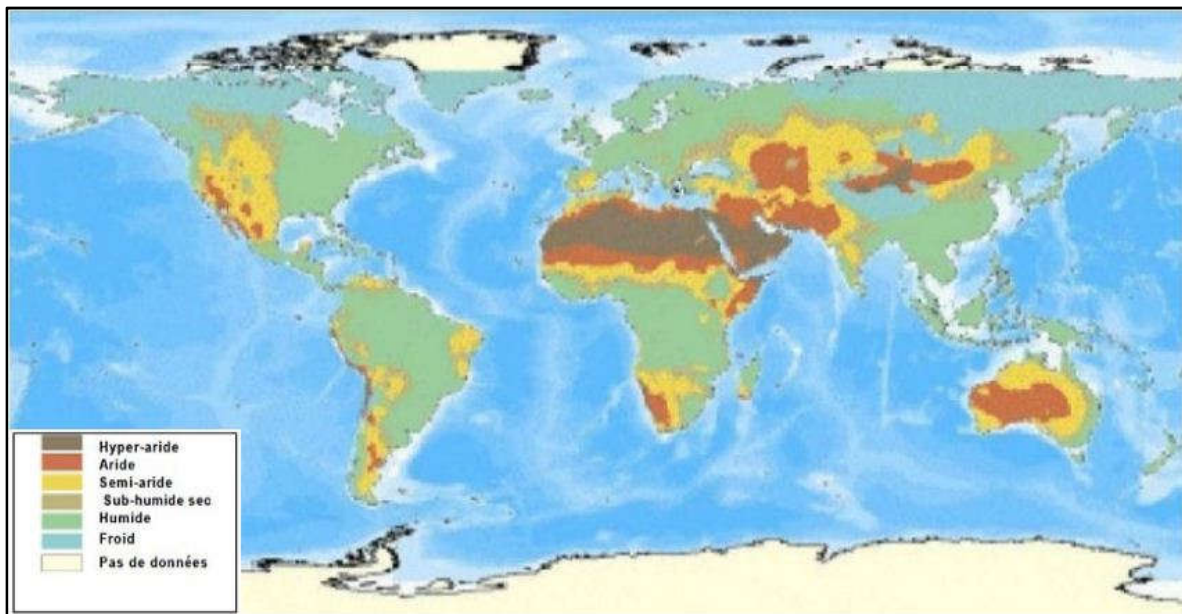 Hyper-aride
Aride
Semi-aride
Sub-humide sec
Humide
Froid
Pas de données